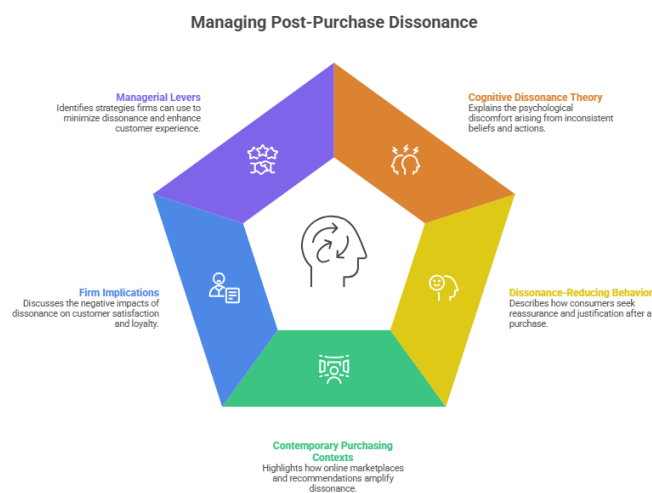 Managing Post-Purchase Dissonance
Managerial Levers
Identifies strategies firms can use to
minimize dissonance and enhance
customer experience.
Cognitive Dissonance Theory
Explains the psychological
discomfort arising from inconsistent
beliefs and actions.
Firm Implications
Discusses the negative impacts of
dissonance on customer satisfaction
and loyalty.
Dissonance-Reducing Behavior
Describes how consumers seek
reassurance and justification after a
purchase.
Contemporary Purchasing
Contexts
Highlights how online marketplaces
and recommendations amplify
dissonance.